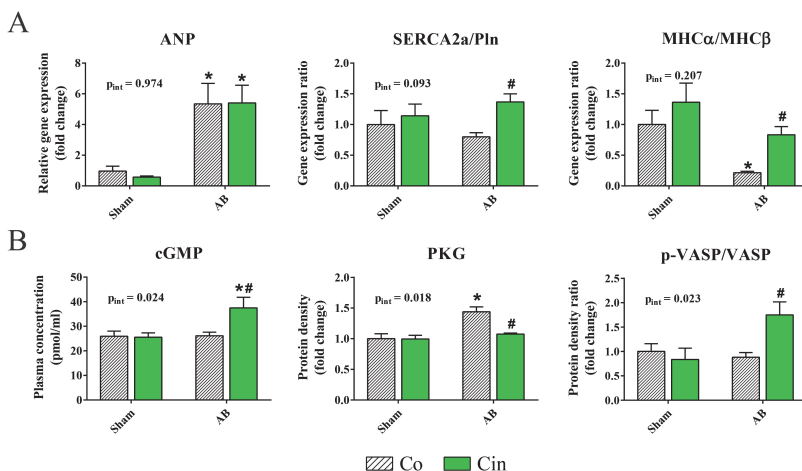 A
ANP
Relative gene expression
(fold change)
8
6
4
2
0
p_int = 0.974
*
*
Sham
AB
SERCA2a/Pln
Gene expression ratio
(fold change)
2.0
1.5
1.0
0.5
0.0
p_int = 0.093
#
Sham
AB
MHCα/MHCβ
Gene expression ratio
(fold change)
2.0
1.5
1.0
0.5
0.0
p_int = 0.207
*
#
Sham
AB
B
cGMP
Plasma concentration
(pmol/ml)
50
40
30
20
10
0
p_int = 0.024
*#
Sham
AB
PKG
Protein density
(fold change)
2.0
1.5
1.0
0.5
0.0
p_int = 0.018
*
#
Sham
AB
p-VASP/VASP
Protein density ratio
(fold change)
2.5
2.0
1.5
1.0
0.5
0.0
p_int = 0.023
#
Sham
AB
Co
Cin